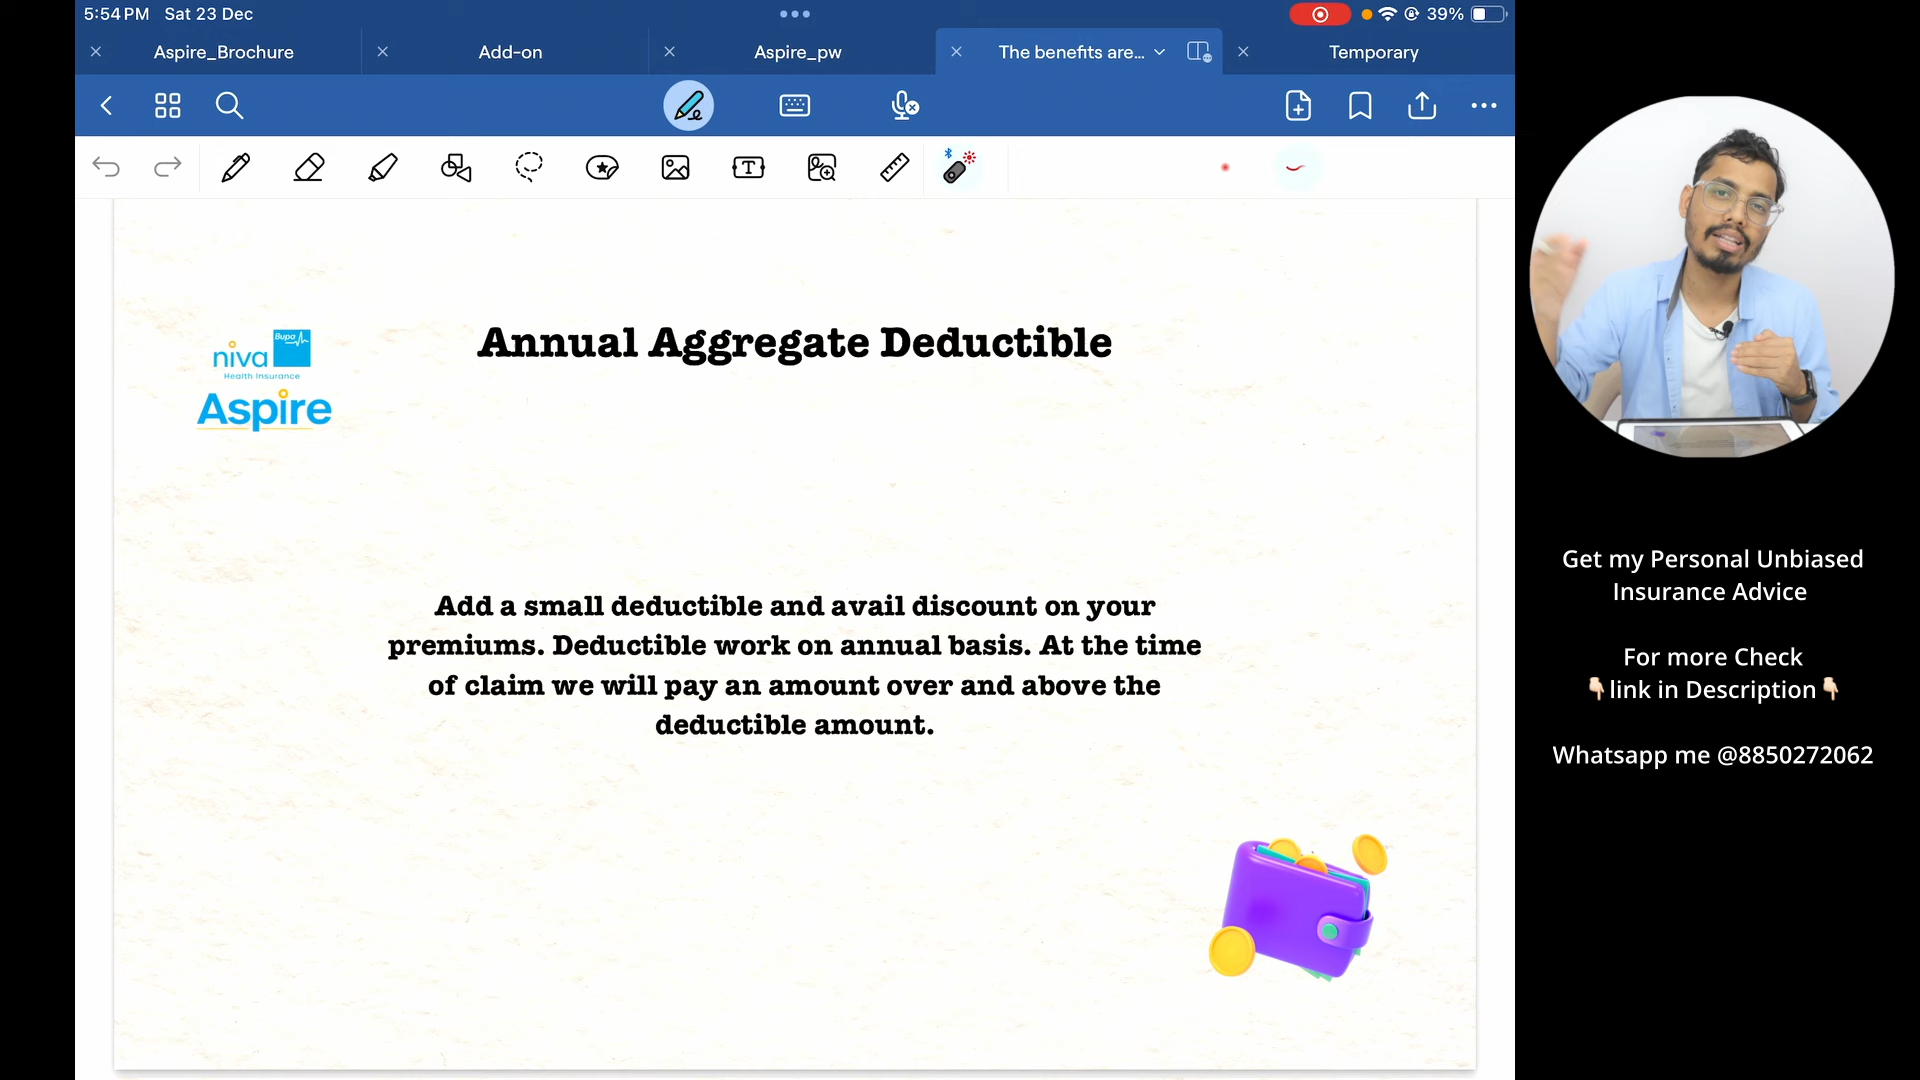 5:54 PM Sat 23 Dec
39%
Aspire_Brochure
Add-on
Aspire_pw
The benefits are...
Temporary
niva
Bupa
Health Insurance
Aspire
Annual Aggregate Deductible
Add a small deductible and avail discount on your
premiums. Deductible work on annual basis. At the time
of claim we will pay an amount over and above the
deductible amount.
Get my Personal Unbiased
Insurance Advice
For more Check
👇🏻link in Description👇🏻
Whatsapp me @8850272062